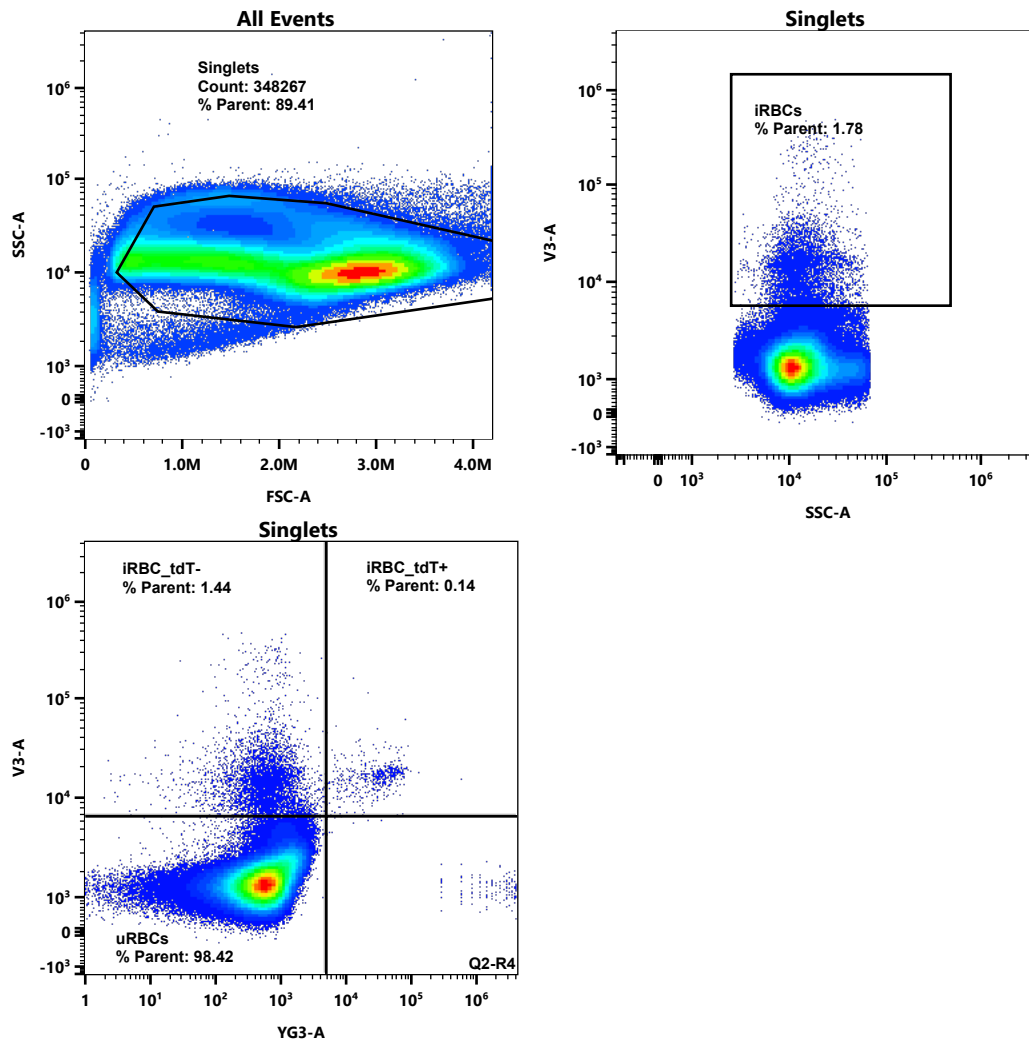 All Events
Singlets
Count: 348267
% Parent: 89.41
SSC-A
10⁶
10⁵
10⁴
10³
0
-10³
0
1.0M
2.0M
3.0M
4.0M
FSC-A
Singlets
iRBCs
% Parent: 1.78
V3-A
10⁶
10⁵
10⁴
10³
0
-10³
0
10³
10⁴
10⁵
10⁶
SSC-A
Singlets
iRBC_tdT-
% Parent: 1.44
iRBC_tdT+
% Parent: 0.14
V3-A
10⁶
10⁵
10⁴
10³
0
-10³
uRBCs
% Parent: 98.42
Q2-R4
1
10¹
10²
10³
10⁴
10⁵
10⁶
YG3-A